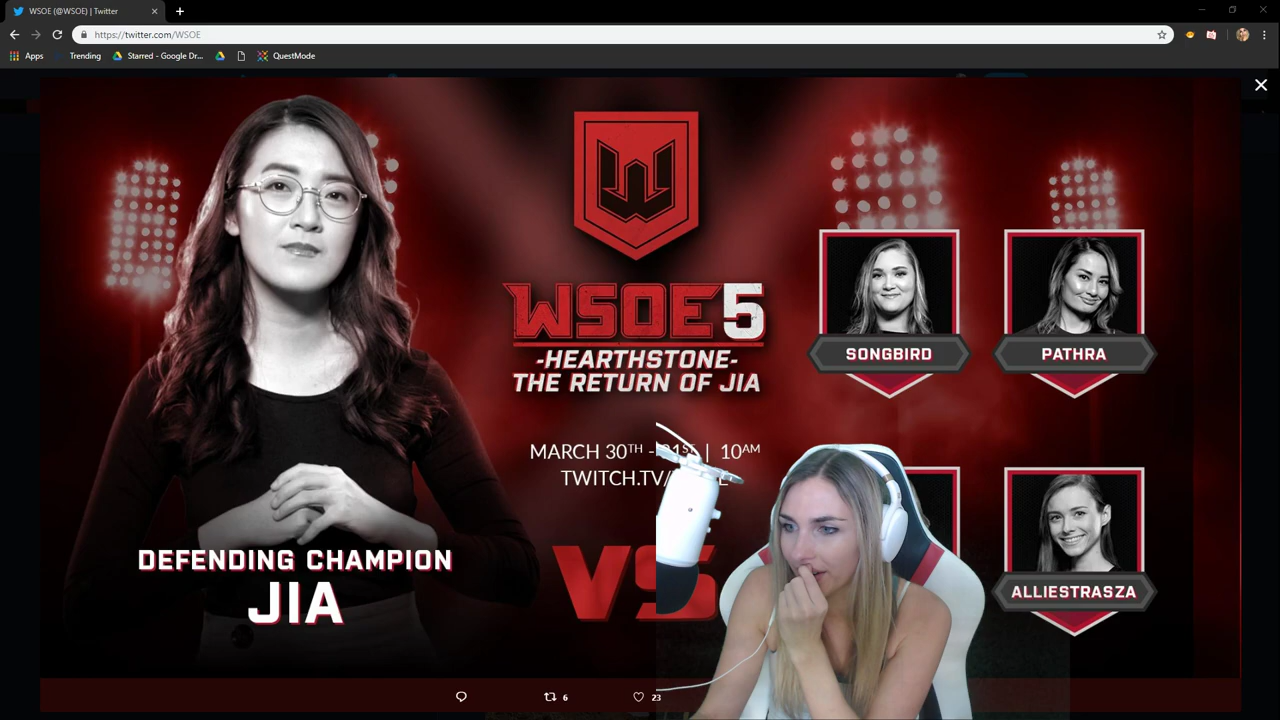 WSOE (@WSOE) | Twitter
https://twitter.com/WSOE
Apps
Trending
Starred - Google Dr...
QuestMode
WSOE5
-HEARTHSTONE-
THE RETURN OF JIA
MARCH 30TH - 31ST | 10AM
TWITCH.TV/
DEFENDING CHAMPION
JIA
VS
SONGBIRD
PATHRA
ALLIESTRASZA
6
23